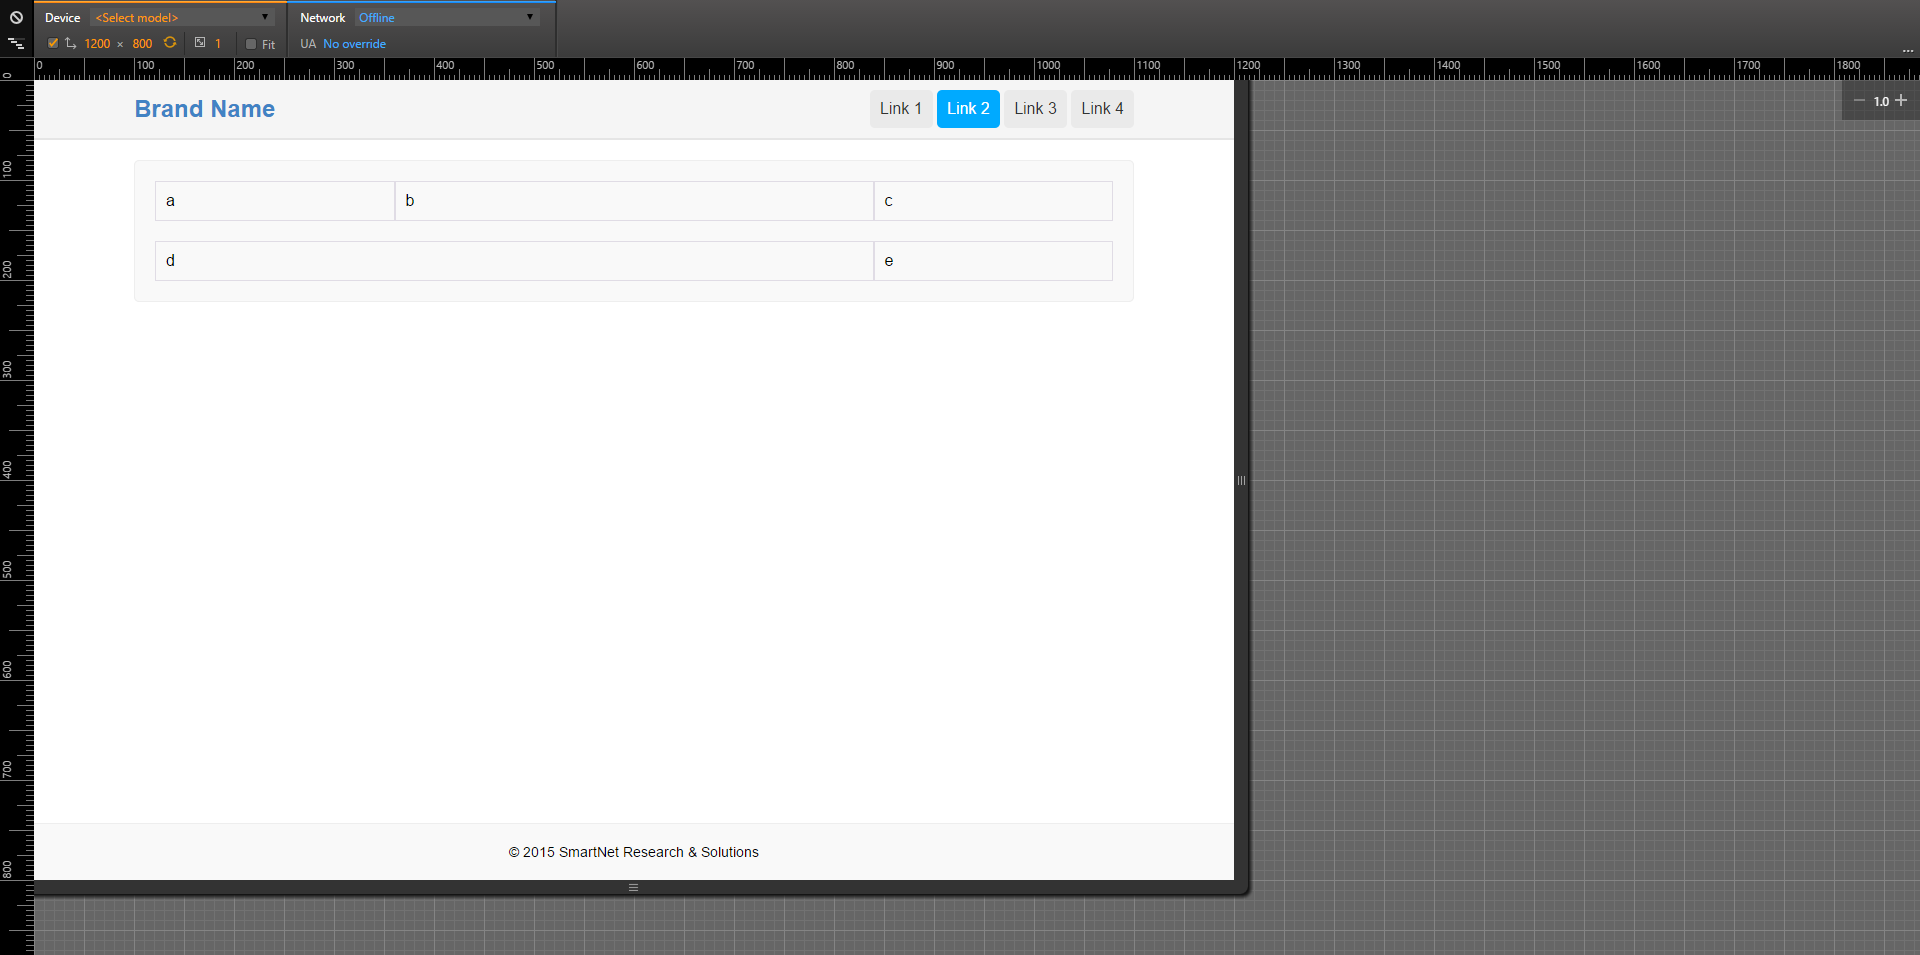 Device <Select model> Network Offline
1200 × 800 1 Fit UA No override
...
0 100 200 300 400 500 600 700 800 900 1000 1100 1200 1300 1400 1500 1600 1700 1800
0
100
200
300
400
500
600
700
800
1.0
Brand Name Link 1 Link 2 Link 3 Link 4
a b c
d e
© 2015 SmartNet Research & Solutions